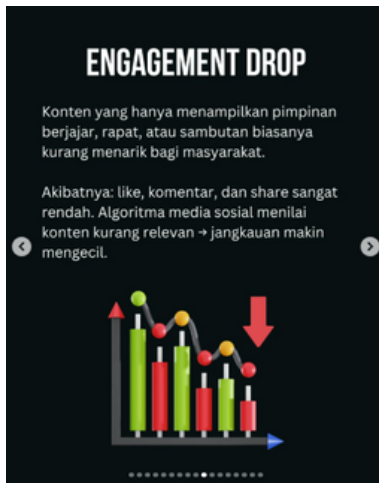 ENGAGEMENT DROP
Konten yang hanya menampilkan pimpinan
berjajar, rapat, atau sambutan biasanya
kurang menarik bagi masyarakat.
Akibatnya: like, komentar, dan share sangat
rendah. Algoritma media sosial menilai
konten kurang relevan → jangkauan makin
mengecil.